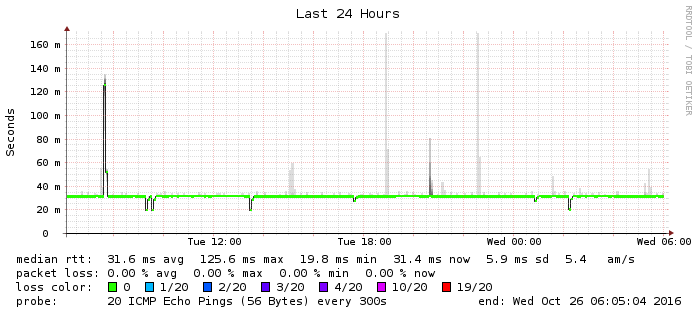 Last 24 Hours
RRDTOOL / TOBI OETIKER
Seconds
160 m
140 m
120 m
100 m
80 m
60 m
40 m
20 m
0
Tue 12:00 Tue 18:00 Wed 00:00 Wed 06:00
median rtt: 31.6 ms avg 125.6 ms max 19.8 ms min 31.4 ms now 5.9 ms sd 5.4 am/s
packet loss: 0.00 % avg 0.00 % max 0.00 % min 0.00 % now
loss color: 0 1/20 2/20 3/20 4/20 10/20 19/20
probe: 20 ICMP Echo Pings (56 Bytes) every 300s end: Wed Oct 26 06:05:04 2016